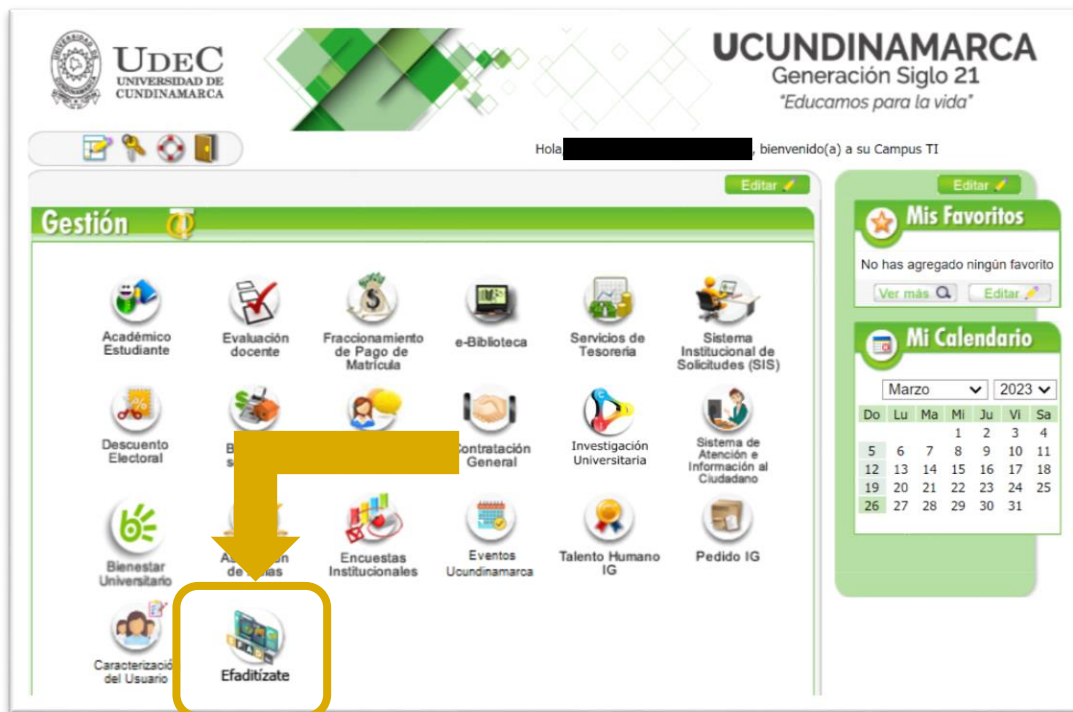 UDEC
UNIVERSIDAD DE
CUNDINAMARCA
UCUNDINAMARCA
Generación Siglo 21
"Educamos para la vida"
Hola, , bienvenido(a) a su Campus TI
Editar
Gestión
Académico
Estudiante
Evaluación
docente
Fraccionamiento
de Pago de
Matrícula
e-Biblioteca
Servicios de
Tesorería
Sistema
Institucional de
Solicitudes (SIS)
Descuento
Electoral
Contratación
General
Investigación
Universitaria
Sistema de
Atención e
Información al
Ciudadano
Bienestar
Universitario
Encuestas
Institucionales
Eventos
Ucundinamarca
Talento Humano
IG
Pedido IG
Caracterización
del Usuario
Efaditízate
Editar
Mis Favoritos
No has agregado ningún favorito
Ver más
Editar
Mi Calendario
Marzo 2023
Do Lu Ma Mi Ju Vi Sa
1 2 3 4
5 6 7 8 9 10 11
12 13 14 15 16 17 18
19 20 21 22 23 24 25
26 27 28 29 30 31